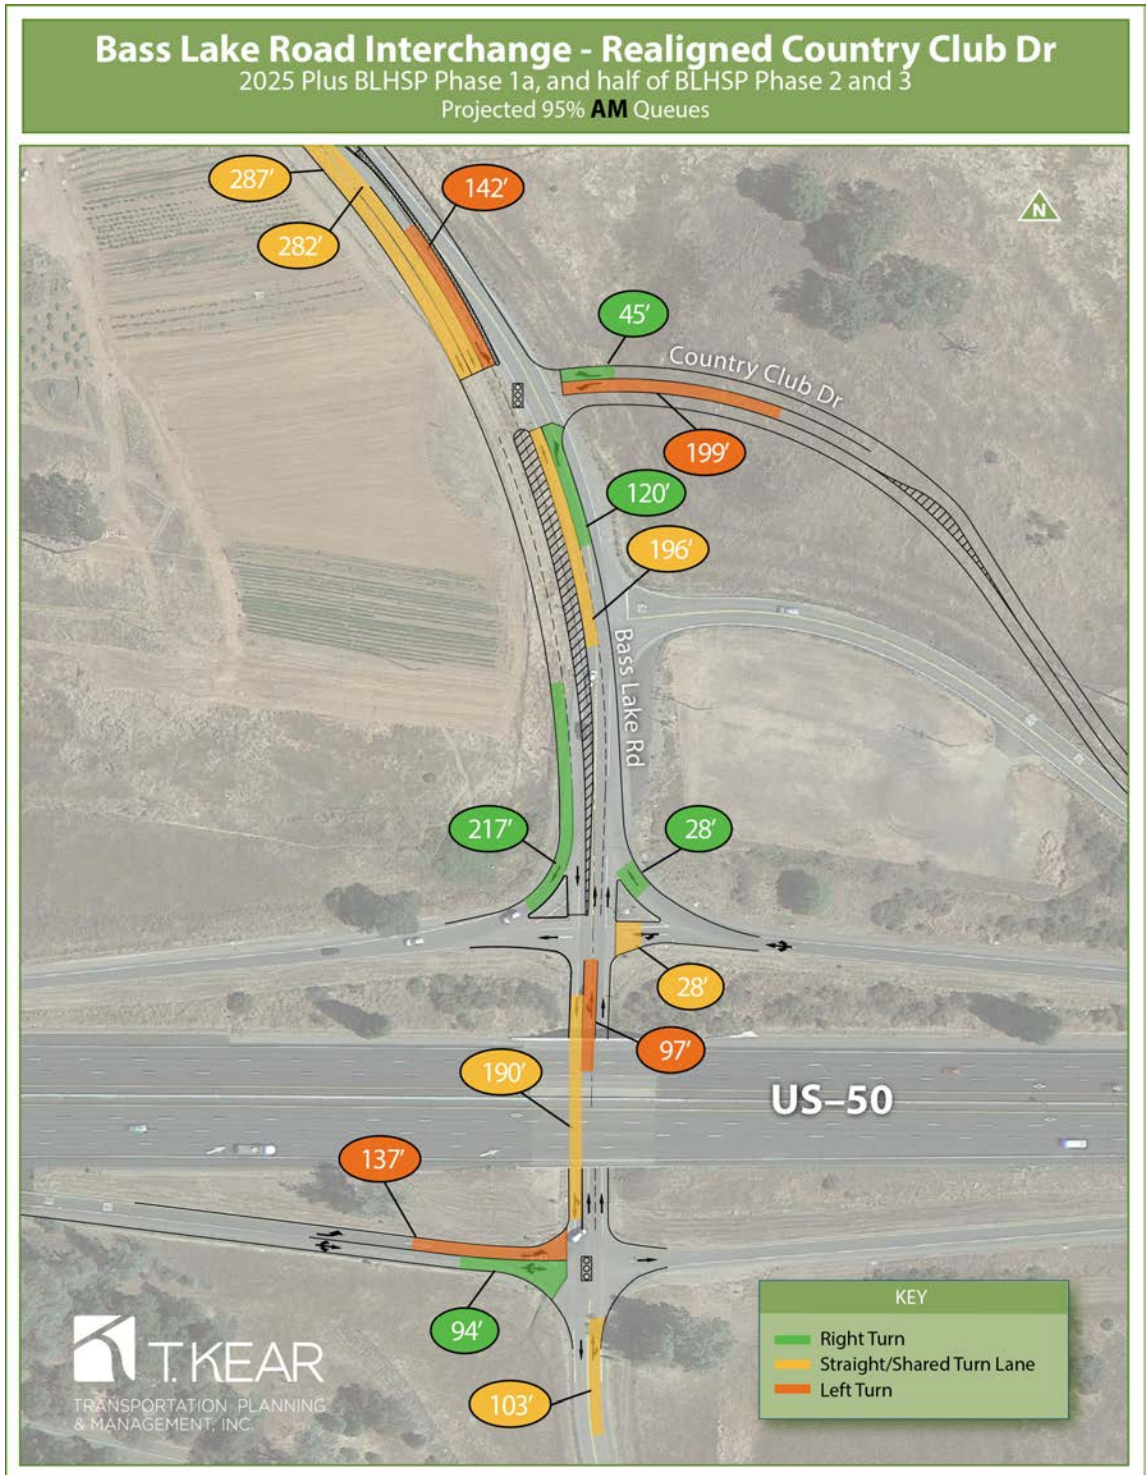 Bass Lake Road Interchange - Realigned Country Club Dr
2025 Plus BLHSP Phase 1a, and half of BLHSP Phase 2 and 3
Projected 95% AM Queues
287’
142’
282’
N
45’
Country Club Dr
199’
120’
196’
Bass Lake Rd
217’
28’
28’
97’
190’
US–50
137’
94’
103’
KEY
Right Turn
Straight/Shared Turn Lane
Left Turn
T.KEAR
TRANSPORTATION PLANNING
& MANAGEMENT, INC.